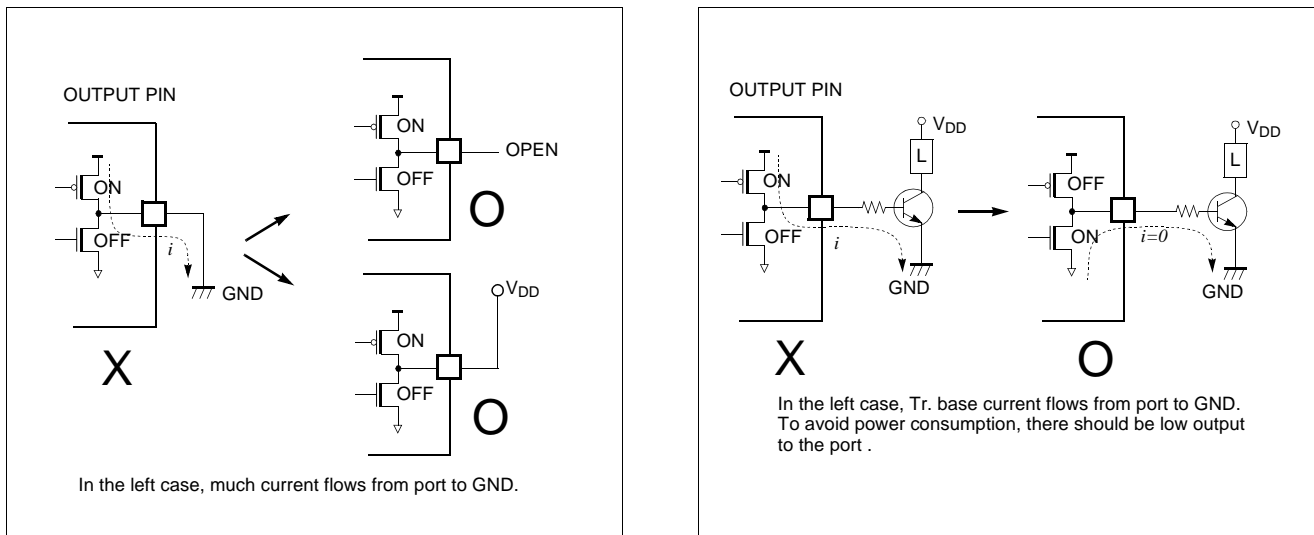 OUTPUT PIN
ON
OFF
i
GND
X
ON
OFF
OPEN
O
VDD
ON
OFF
O
In the left case, much current flows from port to GND.
OUTPUT PIN
ON
OFF
i
VDD
L
GND
X
OFF
ON
i=0
VDD
L
GND
O
In the left case, Tr. base current flows from port to GND.
To avoid power consumption, there should be low output
to the port .